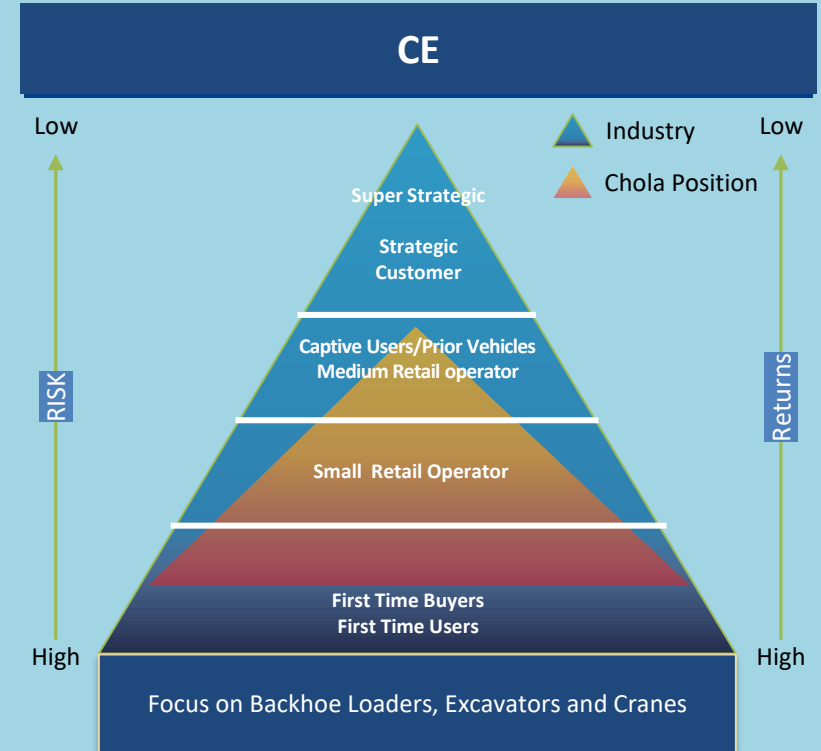 CE
Low
Low
Industry
Chola Position
Super Strategic
Strategic
Customer
Captive Users/Prior Vehicles
Medium Retail operator
RISK
Returns
Small Retail Operator
First Time Buyers
First Time Users
High
High
Focus on Backhoe Loaders, Excavators and Cranes